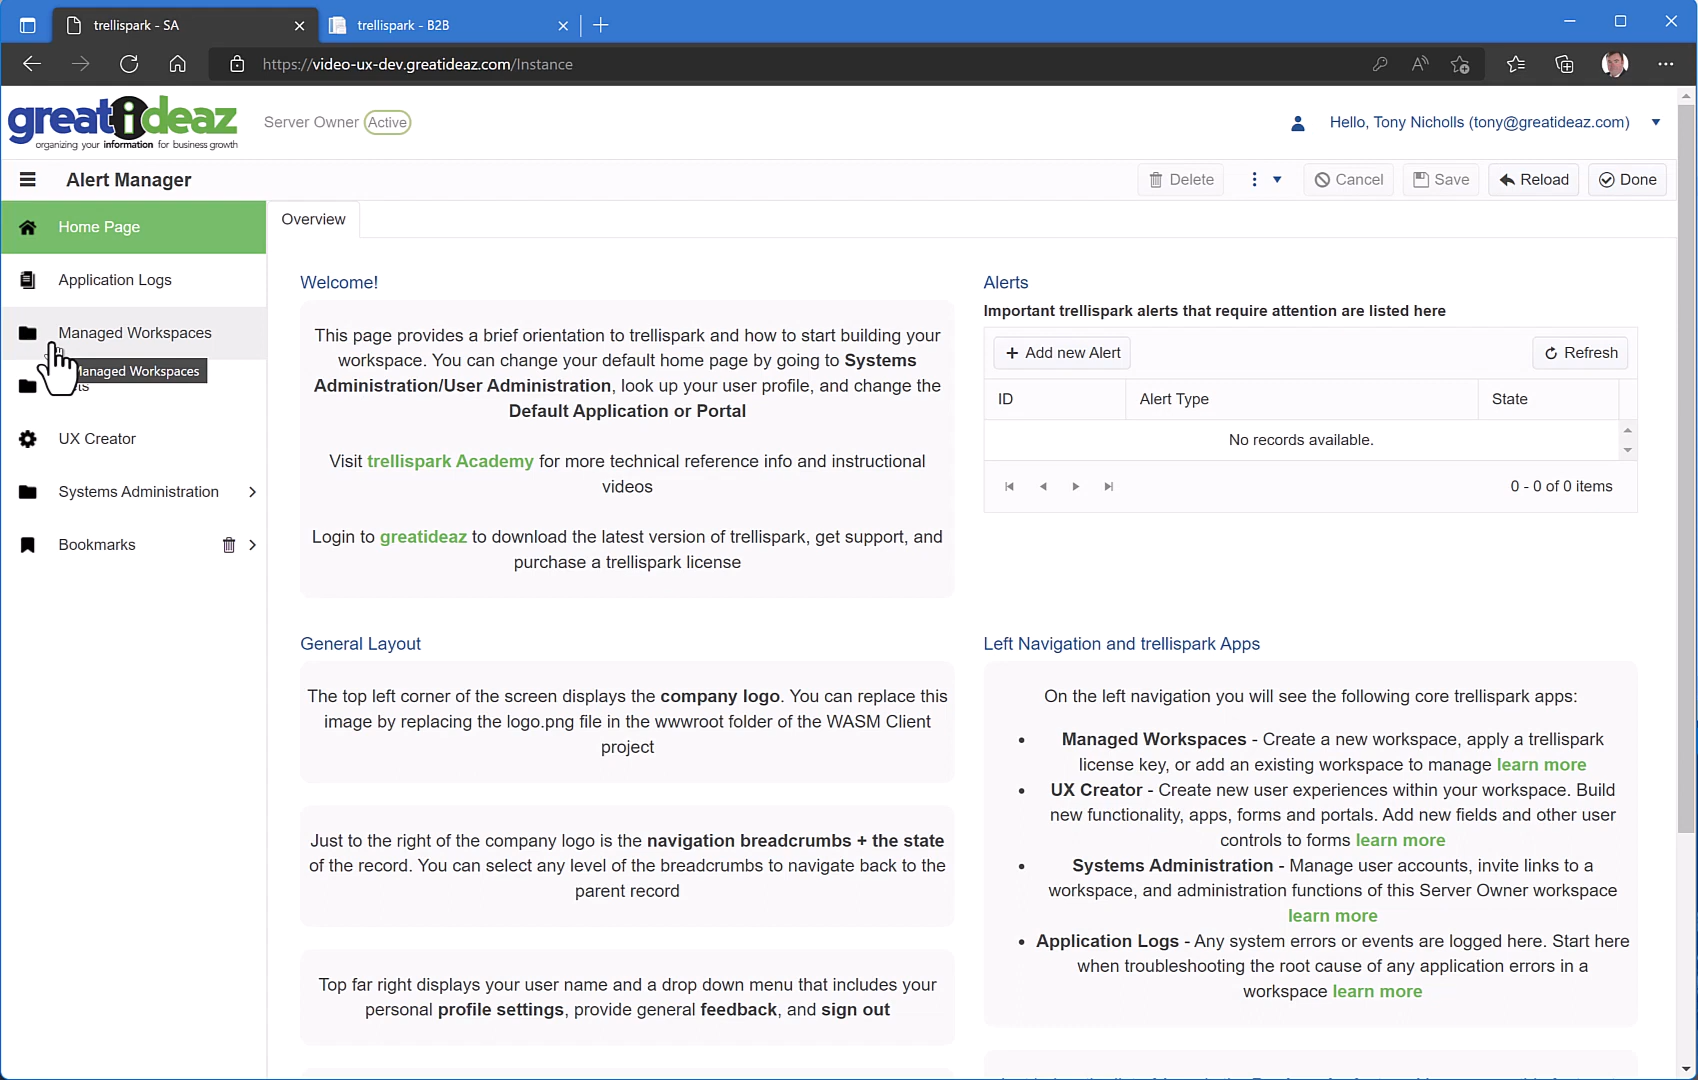 trellispark - SA
trellispark - B2B
https://video-ux-dev.greatideaz.com/Instance
greatideaz
organizing your information for business growth
Server Owner Active
Hello, Tony Nicholls (tony@greatideaz.com)
Alert Manager
Delete
Cancel
Save
Reload
Done
Home Page
Application Logs
Managed Workspaces
Managed Workspaces
UX Creator
Systems Administration
Bookmarks
Overview
Welcome!
This page provides a brief orientation to trellispark and how to start building your
workspace. You can change your default home page by going to Systems
Administration/User Administration, look up your user profile, and change the
Default Application or Portal
Visit trellispark Academy for more technical reference info and instructional
videos
Login to greatideaz to download the latest version of trellispark, get support, and
purchase a trellispark license
Alerts
Important trellispark alerts that require attention are listed here
+ Add new Alert
Refresh
ID
Alert Type
State
No records available.
0 - 0 of 0 items
General Layout
The top left corner of the screen displays the company logo. You can replace this
image by replacing the logo.png file in the wwwroot folder of the WASM Client
project
Just to the right of the company logo is the navigation breadcrumbs + the state
of the record. You can select any level of the breadcrumbs to navigate back to the
parent record
Top far right displays your user name and a drop down menu that includes your
personal profile settings, provide general feedback, and sign out
Left Navigation and trellispark Apps
On the left navigation you will see the following core trellispark apps:
• Managed Workspaces - Create a new workspace, apply a trellispark
license key, or add an existing workspace to manage learn more
• UX Creator - Create new user experiences within your workspace. Build
new functionality, apps, forms and portals. Add new fields and other user
controls to forms learn more
• Systems Administration - Manage user accounts, invite links to a
workspace, and administration functions of this Server Owner workspace
learn more
• Application Logs - Any system errors or events are logged here. Start here
when troubleshooting the root cause of any application errors in a
workspace learn more